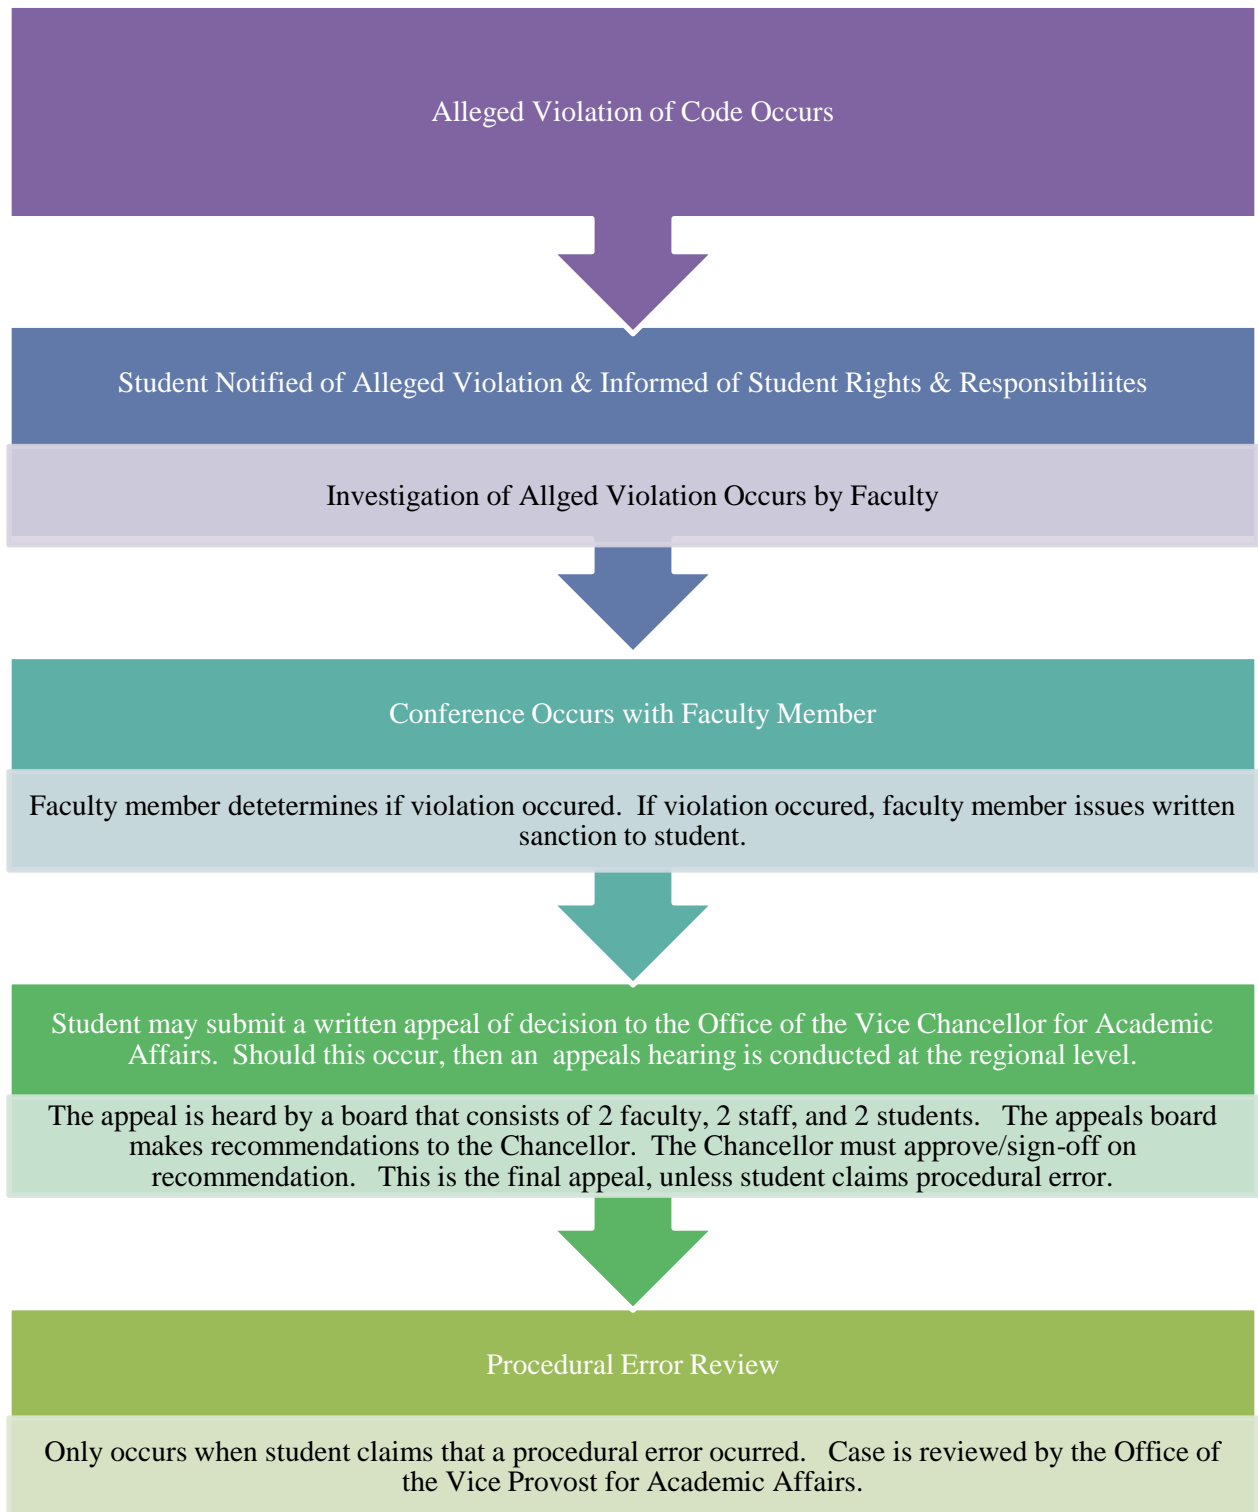 Alleged Violation of Code Occurs
Student Notified of Alleged Violation & Informed of Student Rights & Responsibiliites
Investigation of Allged Violation Occurs by Faculty
Conference Occurs with Faculty Member
Faculty member detetermines if violation occured.  If violation occured, faculty member issues written
sanction to student.
Student may submit a written appeal of decision to the Office of the Vice Chancellor for Academic
Affairs.  Should this occur, then an  appeals hearing is conducted at the regional level.
The appeal is heard by a board that consists of 2 faculty, 2 staff, and 2 students.   The appeals board
makes recommendations to the Chancellor.  The Chancellor must approve/sign-off on
recommendation.   This is the final appeal, unless student claims procedural error.
Procedural Error Review
Only occurs when student claims that a procedural error ocurred.   Case is reviewed by the Office of
the Vice Provost for Academic Affairs.